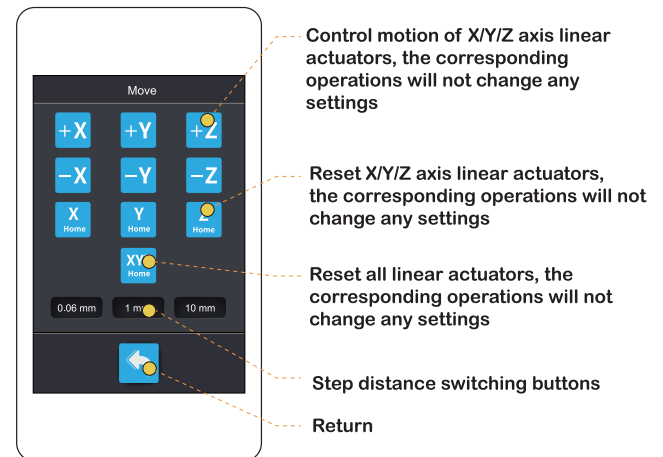 Move
+X
+Y
+Z
−X
−Y
−Z
X
Home
Y
Home
Home
XY
Home
0.06 mm
1 m
10 mm
Control motion of X/Y/Z axis linear
actuators, the corresponding
operations will not change any
settings
Reset X/Y/Z axis linear actuators,
the corresponding operations will not
change any settings
Reset all linear actuators, the
corresponding operations will not
change any settings
Step distance switching buttons
Return